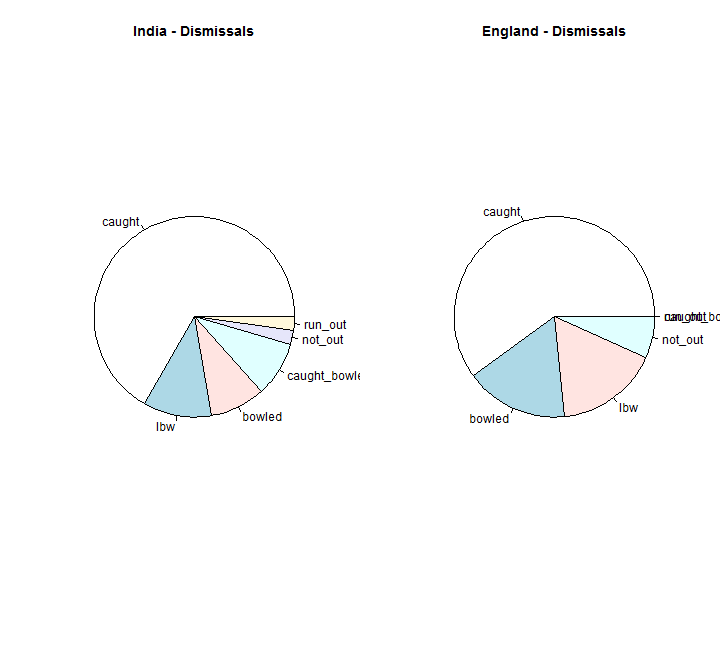 India - Dismissals
caught
run_out
not_out
caught_bowle
bowled
lbw
England - Dismissals
caught
not_out
lbw
bowled